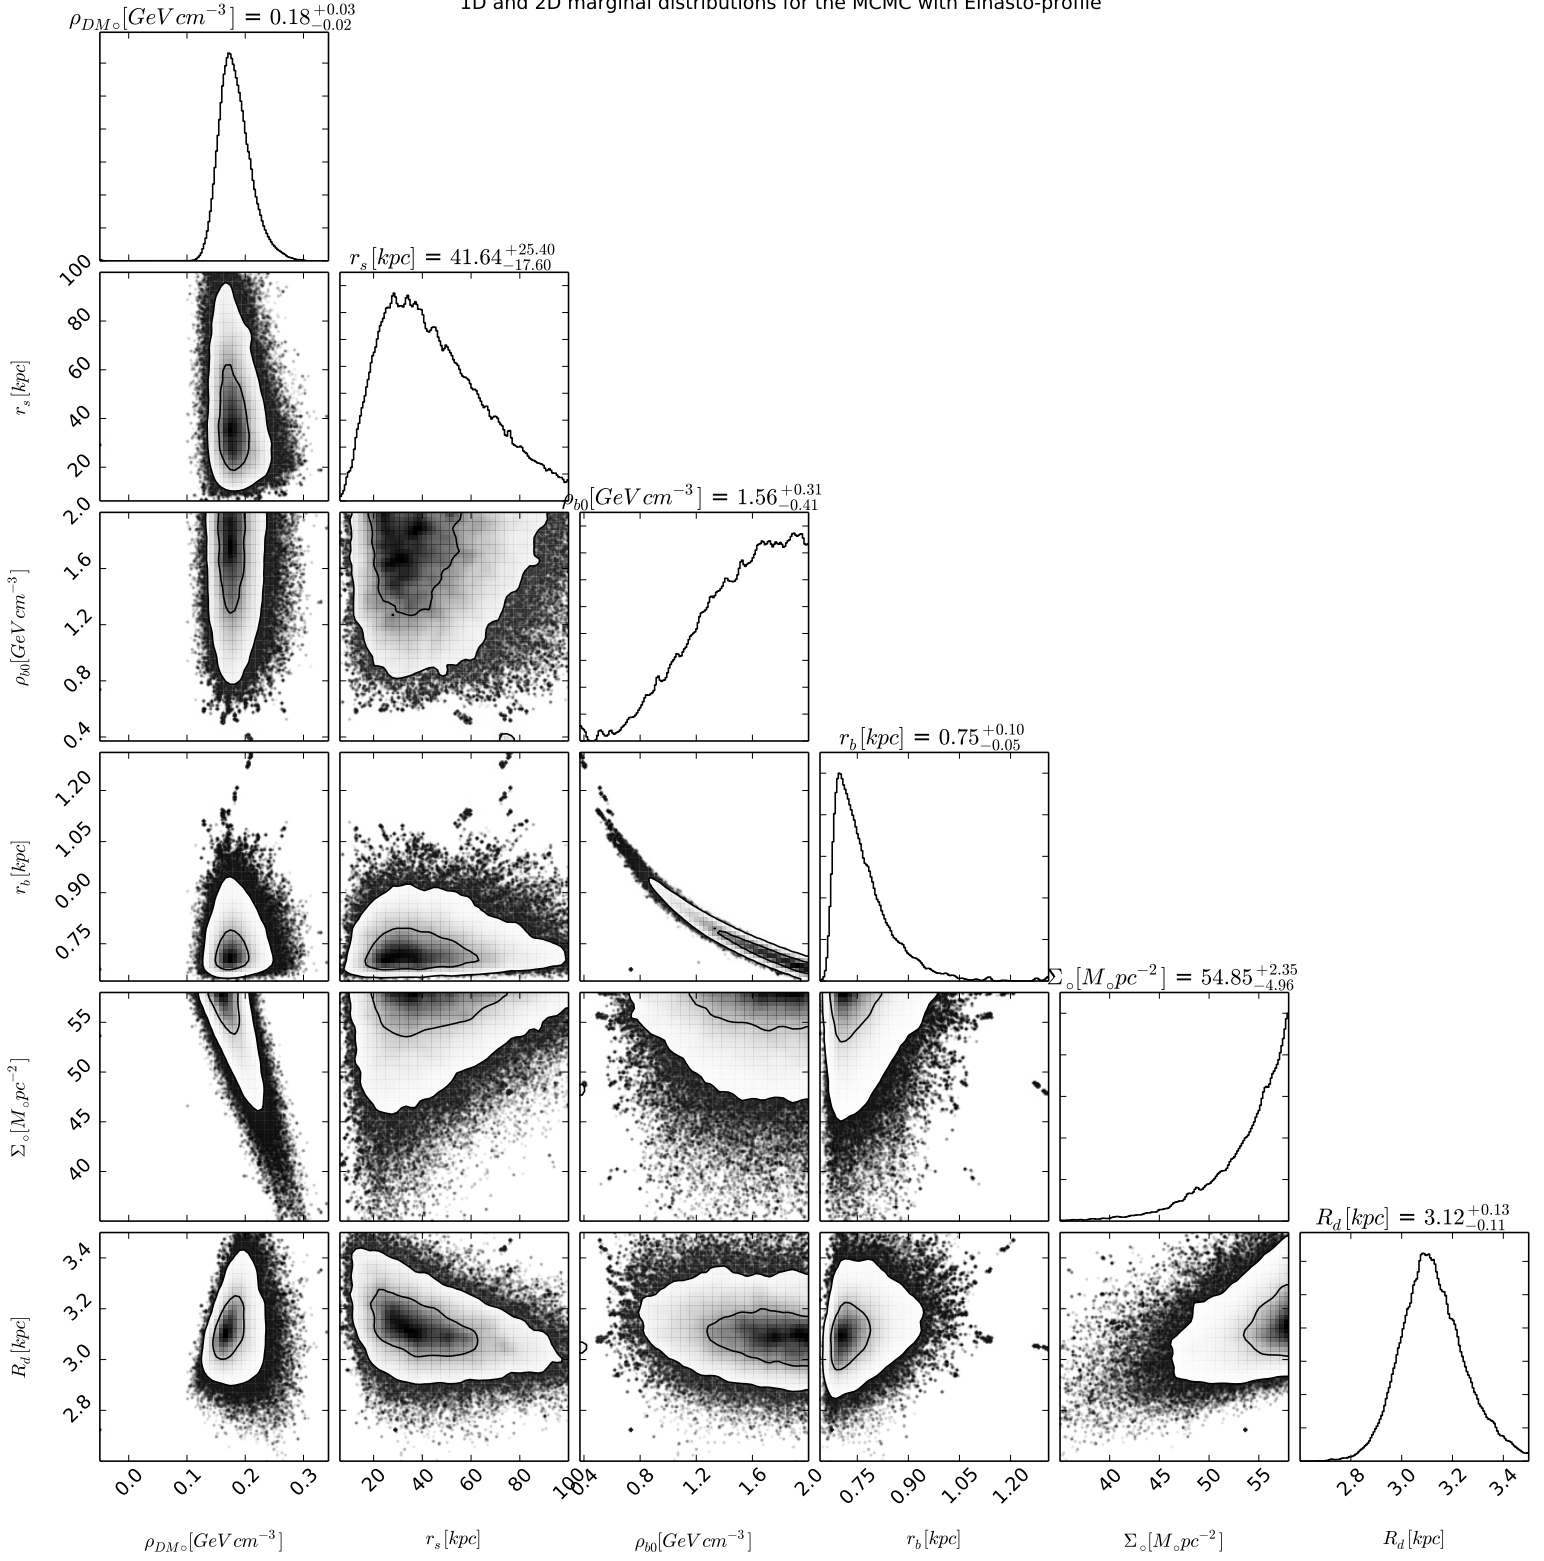 1D and 2D marginal distributions for the MCMC with Einasto-profile
ρ_{DM∘}[GeV cm^{-3}] = 0.18^{+0.03}_{-0.02}
r_s[kpc] = 41.64^{+25.40}_{-17.60}
100
80
60
40
20
0
r_s[kpc]
ρ_{b0}[GeV cm^{-3}] = 1.56^{+0.31}_{-0.41}
2.0
1.6
1.2
0.8
0.4
ρ_{b0}[GeV cm^{-3}]
r_b[kpc] = 0.75^{+0.10}_{-0.05}
1.20
1.05
0.90
0.75
r_b[kpc]
Σ_∘[M_∘pc^{-2}] = 54.85^{+2.35}_{-4.96}
55
50
45
40
Σ_∘[M_∘pc^{-2}]
R_d[kpc] = 3.12^{+0.13}_{-0.11}
3.4
3.2
3.0
2.8
R_d[kpc]
0.0 0.1 0.2 0.3
20 40 60 80 100
0.4 0.8 1.2 1.6 2.0
0.75 0.90 1.05 1.20
40 45 50 55
2.8 3.0 3.2 3.4
ρ_{DM∘}[GeV cm^{-3}]
r_s[kpc]
ρ_{b0}[GeV cm^{-3}]
r_b[kpc]
Σ_∘[M_∘pc^{-2}]
R_d[kpc]